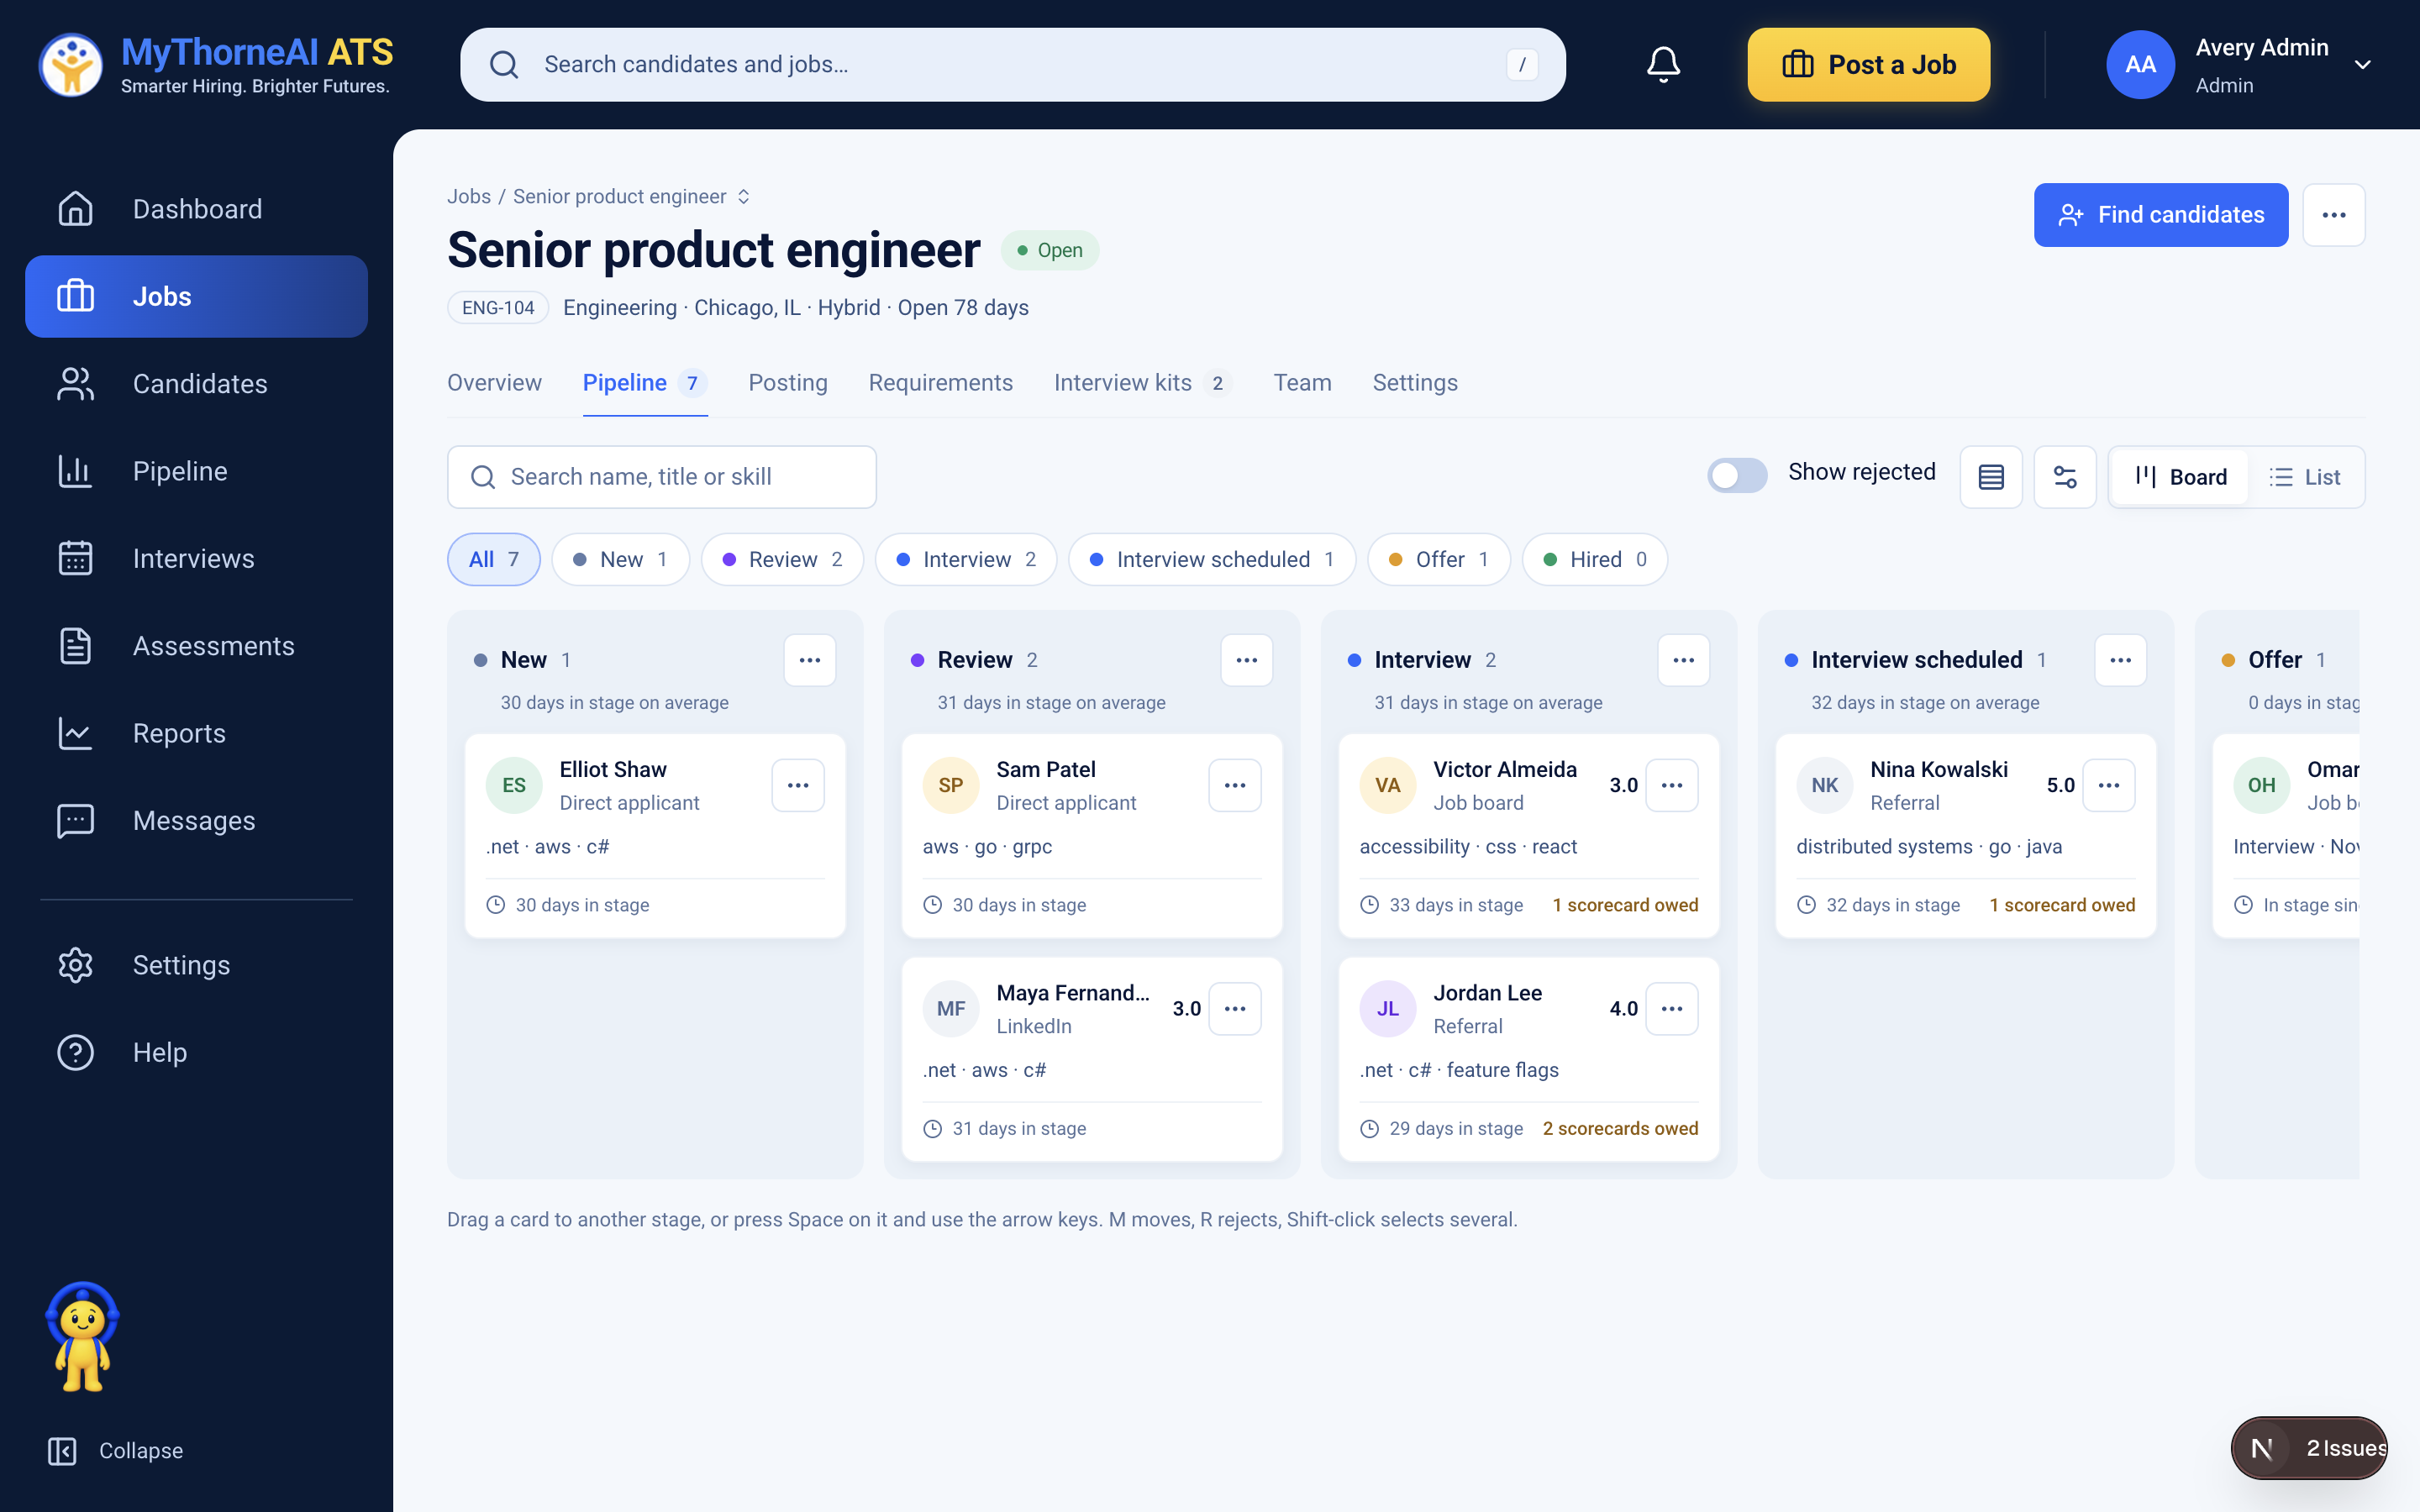 MyThorneAI ATS
Smarter Hiring. Brighter Futures.
Search candidates and jobs...
/
Post a Job
AA
Avery Admin
Admin
Dashboard
Jobs
Candidates
Pipeline
Interviews
Assessments
Reports
Messages
Settings
Help
Collapse
Jobs / Senior product engineer
Senior product engineer
Open
Find candidates
ENG-104
Engineering · Chicago, IL · Hybrid · Open 78 days
Overview
Pipeline 7
Posting
Requirements
Interview kits 2
Team
Settings
Search name, title or skill
Show rejected
Board
List
All 7
New 1
Review 2
Interview 2
Interview scheduled 1
Offer 1
Hired 0
New 1
30 days in stage on average
ES
Elliot Shaw
Direct applicant
.net · aws · c#
30 days in stage
Review 2
31 days in stage on average
SP
Sam Patel
Direct applicant
aws · go · grpc
30 days in stage
MF
Maya Fernand...
3.0
LinkedIn
.net · aws · c#
31 days in stage
Interview 2
31 days in stage on average
VA
Victor Almeida
3.0
Job board
accessibility · css · react
33 days in stage
1 scorecard owed
JL
Jordan Lee
4.0
Referral
.net · c# · feature flags
29 days in stage
2 scorecards owed
Interview scheduled 1
32 days in stage on average
NK
Nina Kowalski
5.0
Referral
distributed systems · go · java
32 days in stage
1 scorecard owed
Offer 1
0 days in stag
OH
Omar
Job b
Interview · Nov
In stage sin
Drag a card to another stage, or press Space on it and use the arrow keys. M moves, R rejects, Shift-click selects several.
N
2 Issues